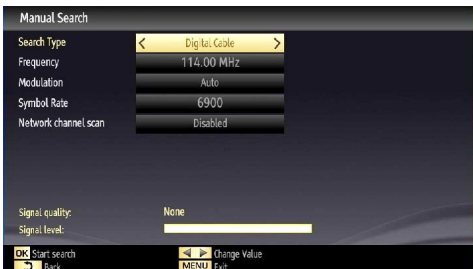 Manual Search
Search Type < Digital Cable >
Frequency 114.00 MHz
Modulation Auto
Symbol Rate 6900
Network channel scan Disabled
Signal quality: None
Signal level:
OK Start search Change Value
Back MENU Exit